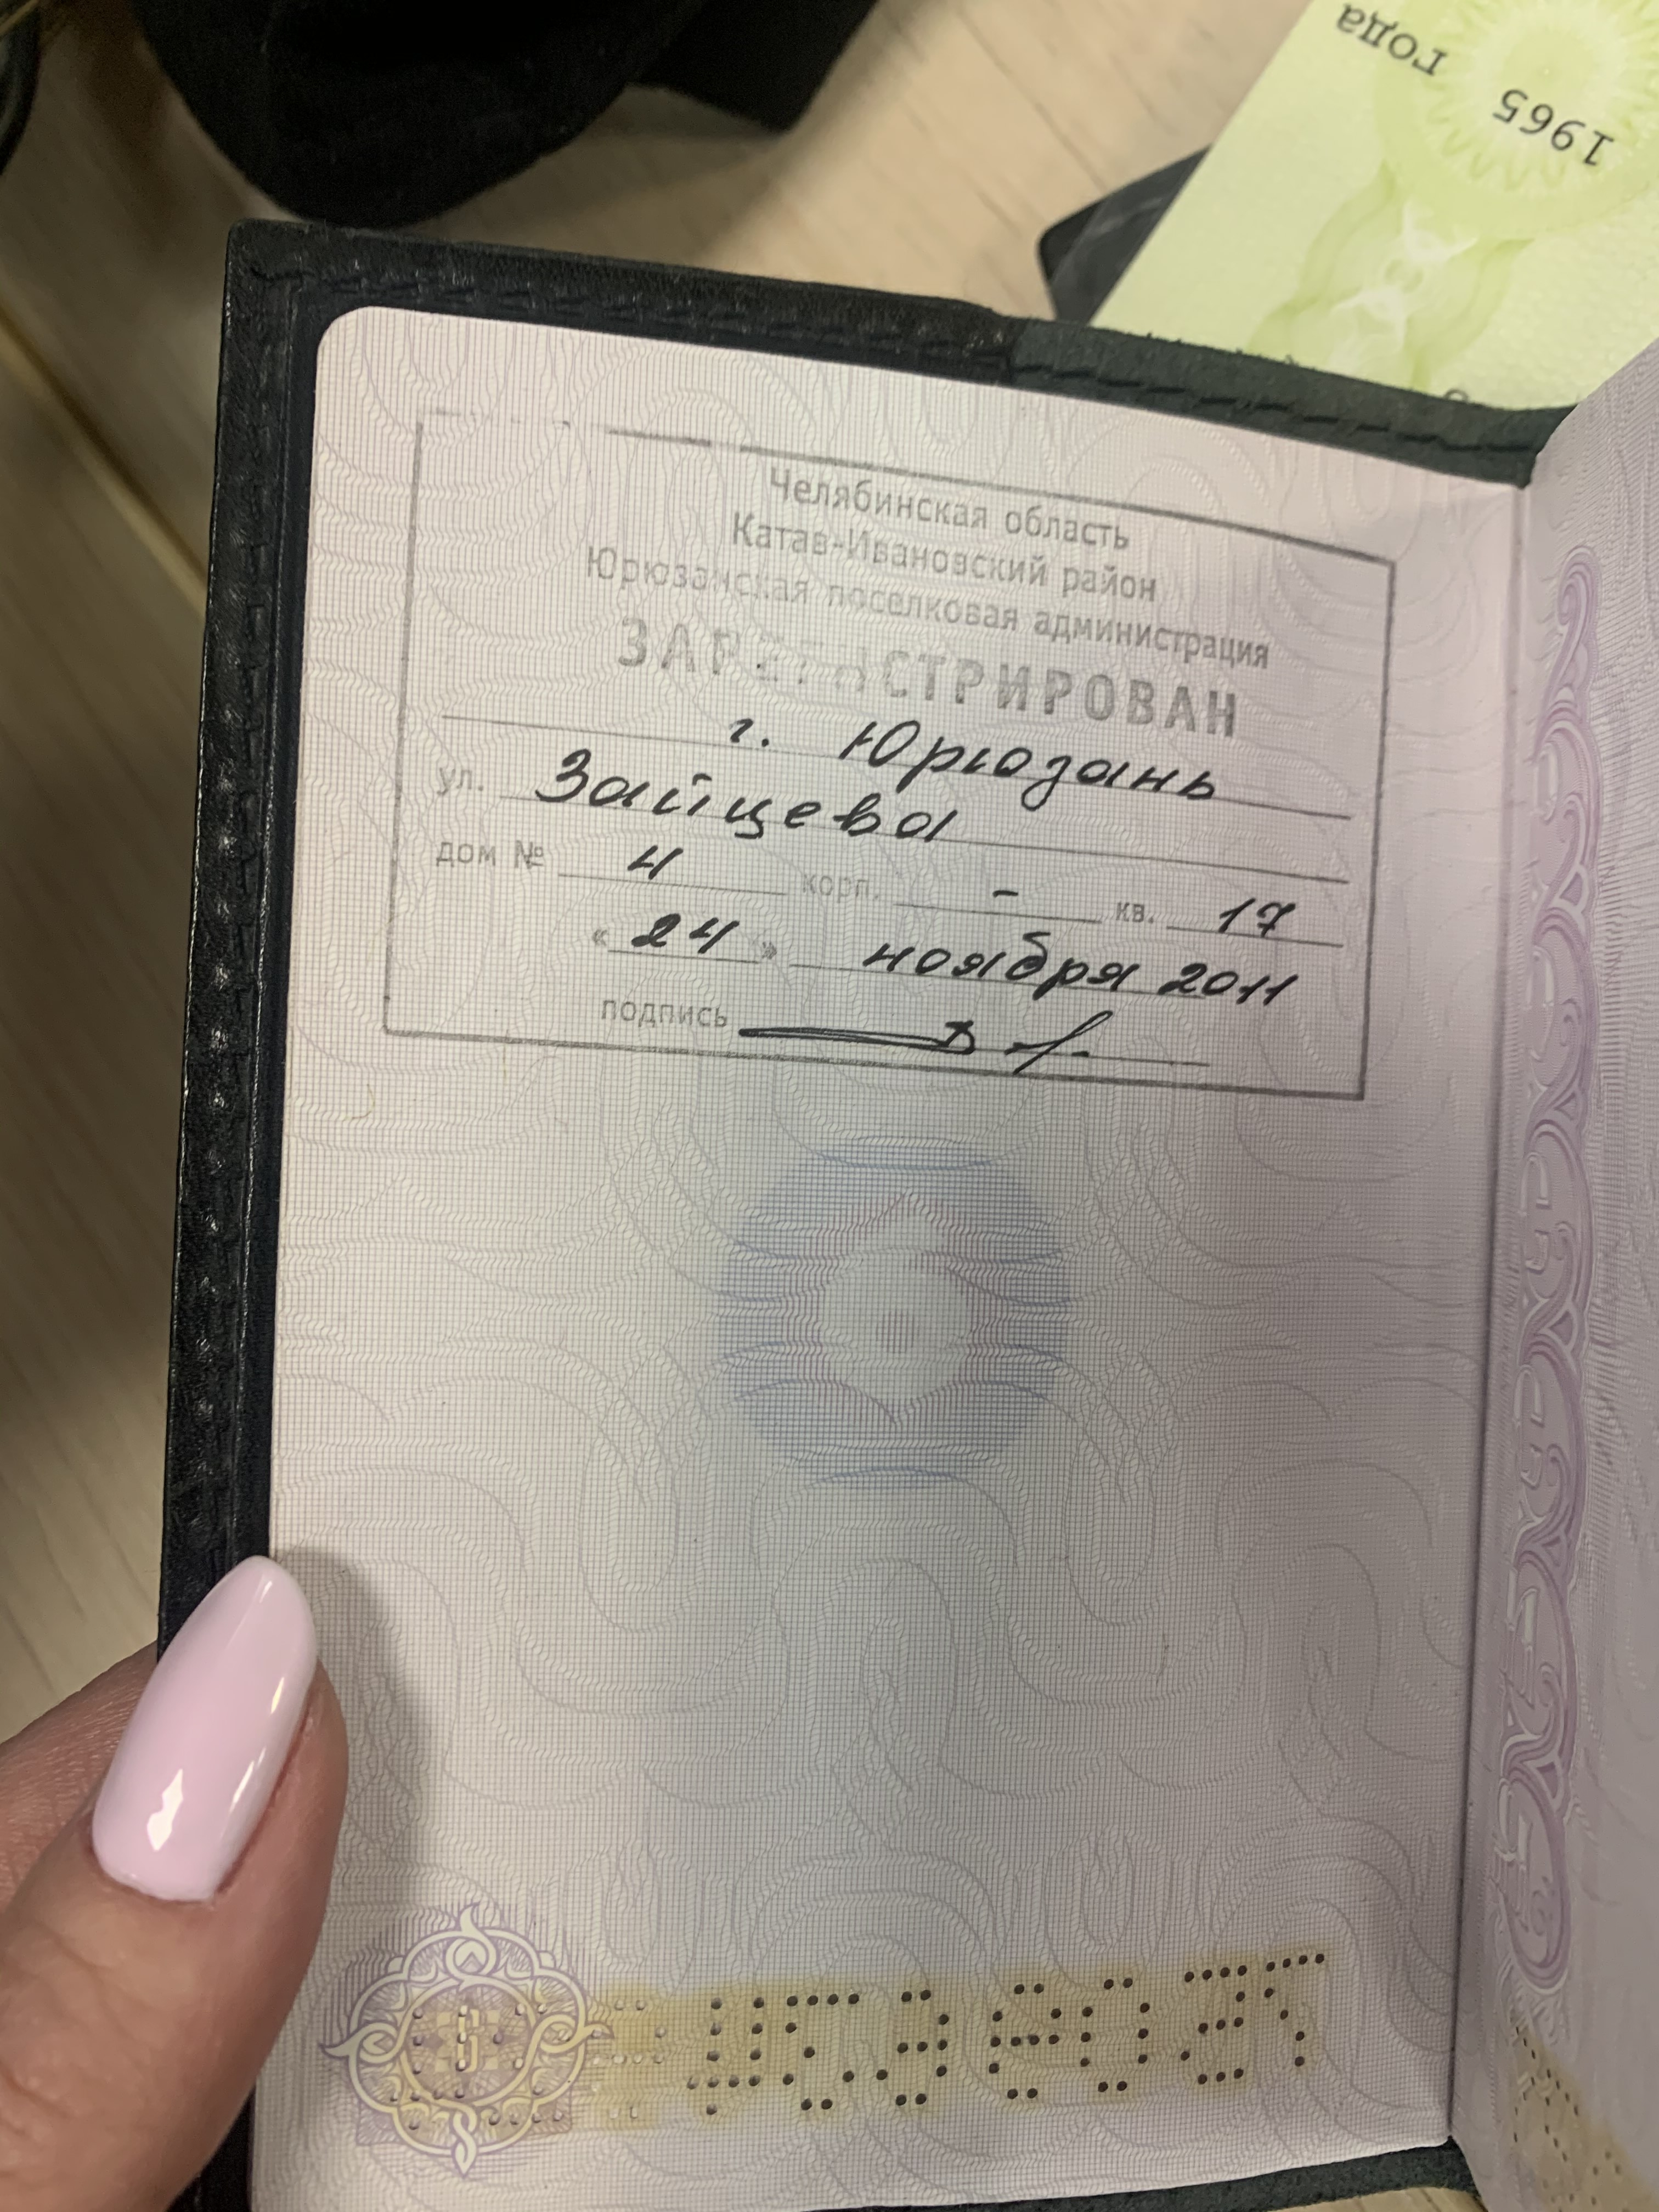 года
1965
Челябинская область
Катав-Ивановский район
Юрюзанская поселковая администрация
ЗАРЕГИСТРИРОВАН
г. Юрюзань
ул. Зайцева
дом № 4 корп. - кв. 17
« 24 » ноября 2011
подпись